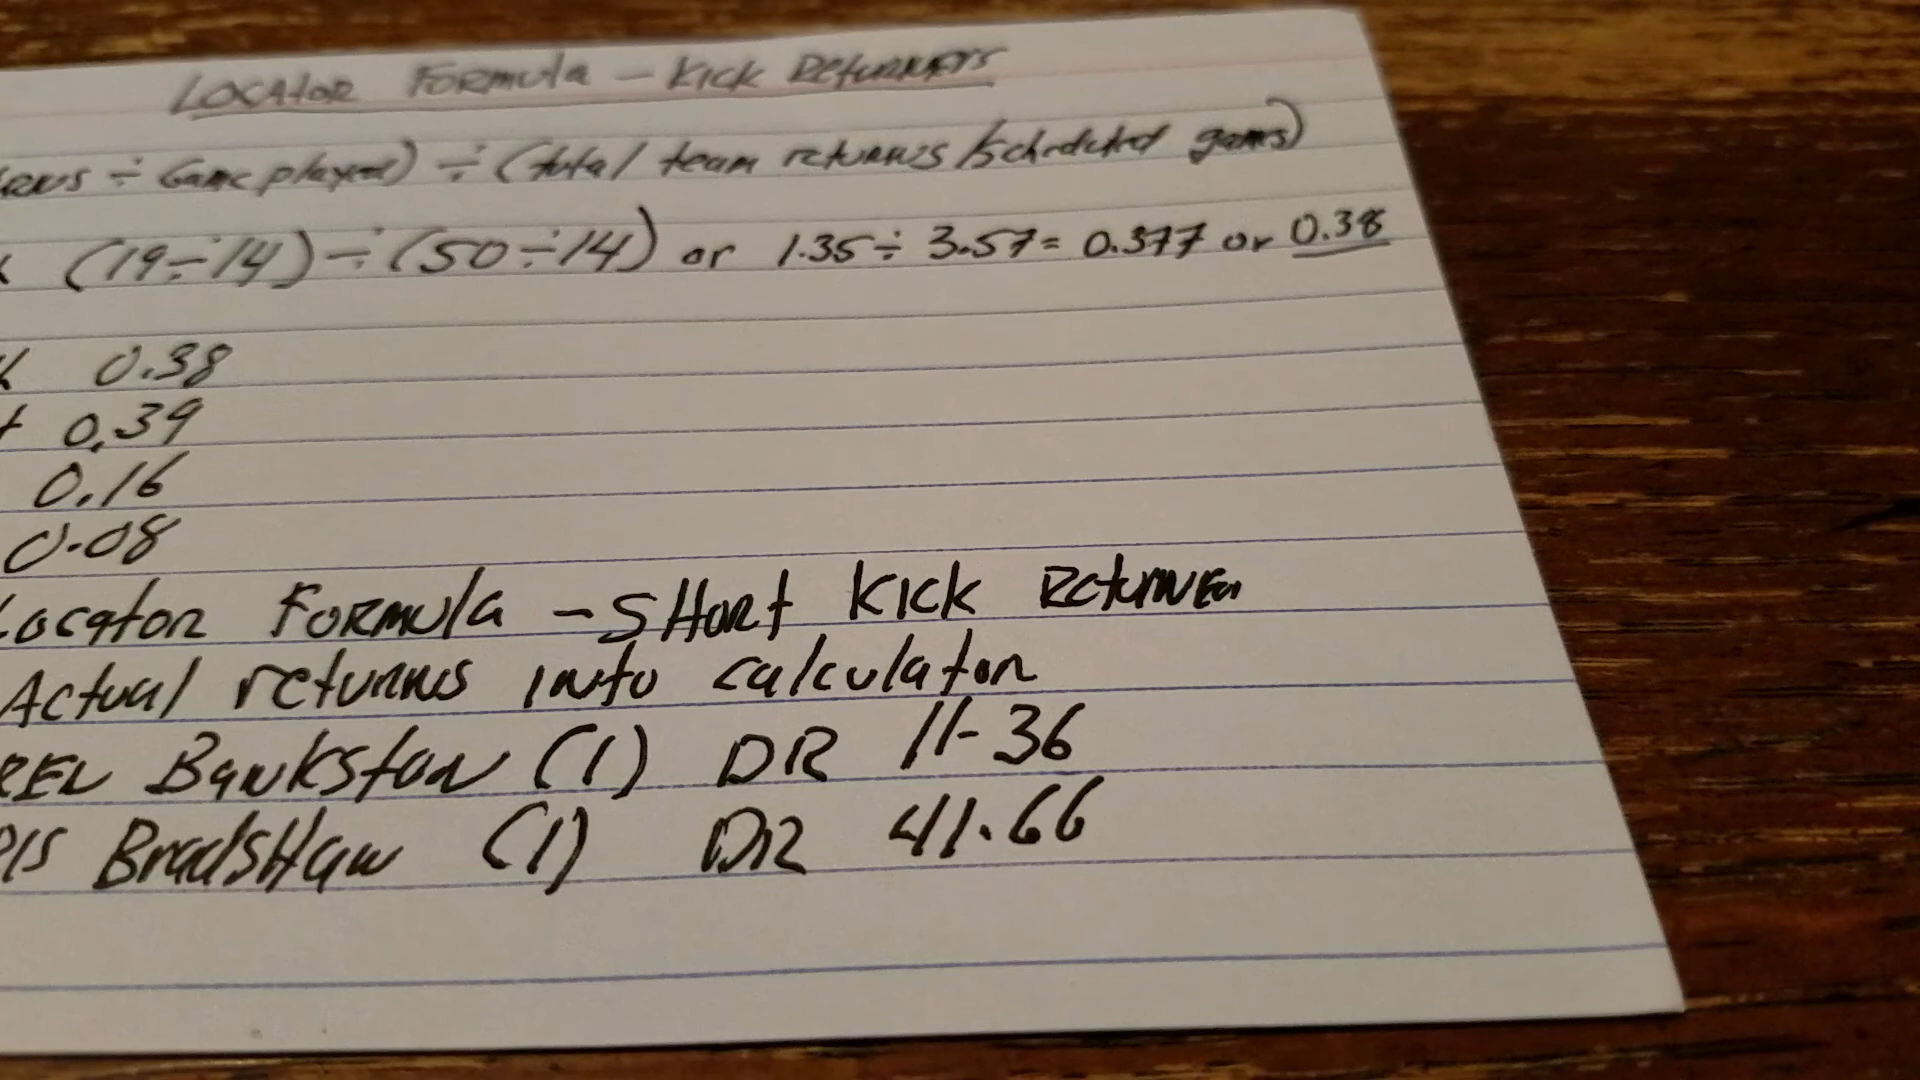 LOCATOR FORMULA - KICK RETURNERS
÷ Game played) ÷ (total team returns / scheduled games)
(19÷14) ÷ (50÷14) or 1.35 ÷ 3.57 = 0.377 or 0.38
0.38
0.39
0.16
0.08
Locator FORMULA - SHORT KICK RETURNER
Actual returns into calculator
Bankston (1) DR 11-36
BradsHaw (1) DR 41.66